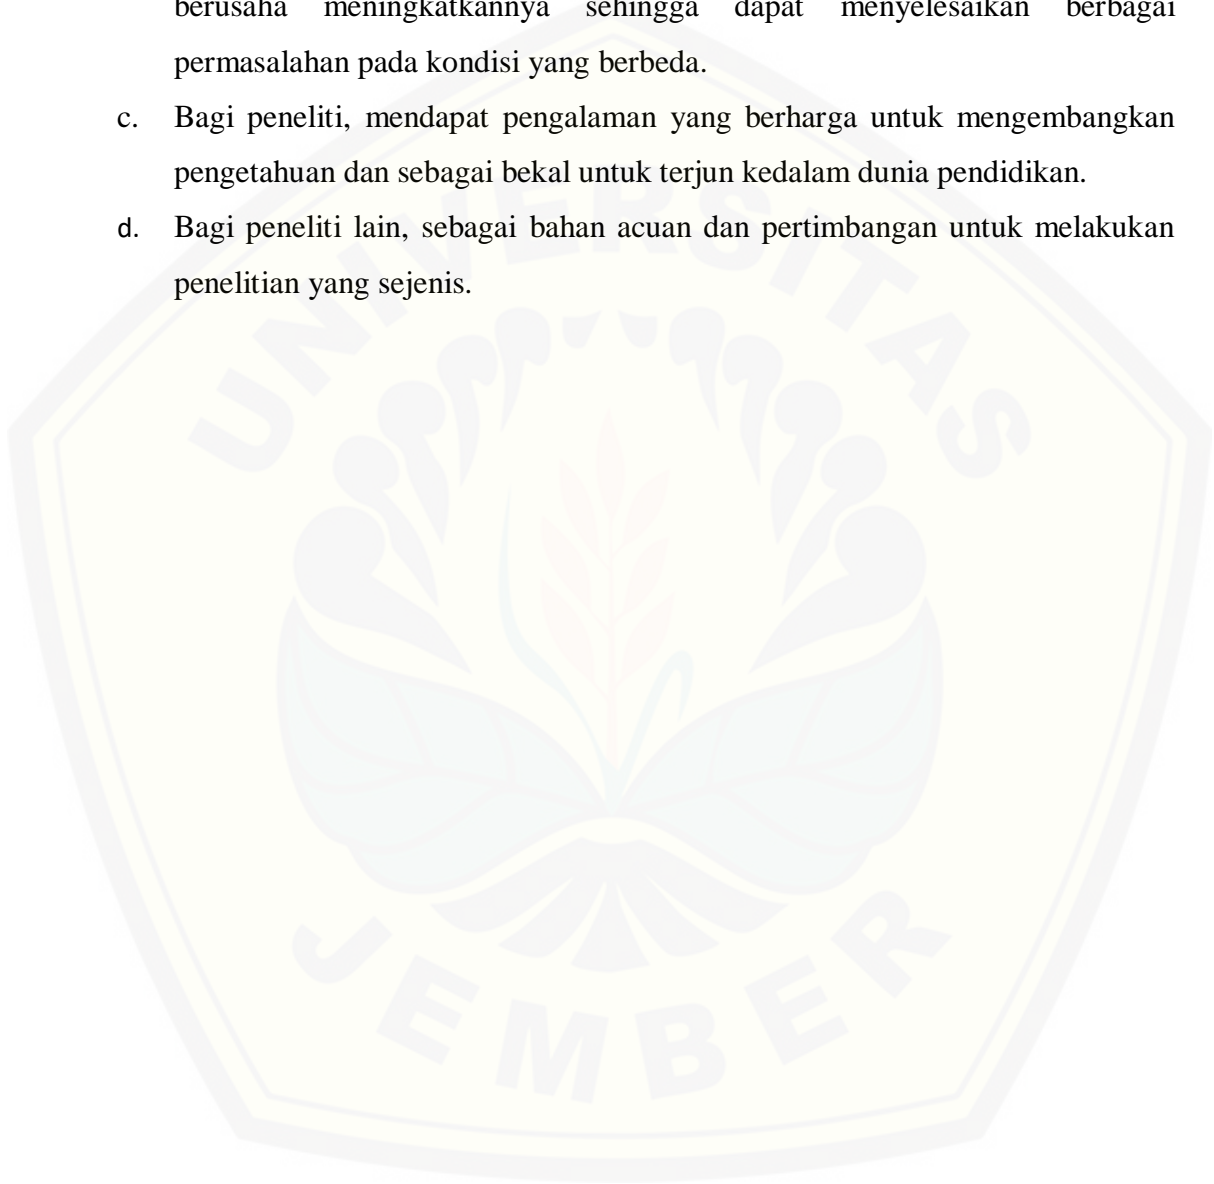 berusaha meningkatkannya sehingga dapat menyelesaikan berbagai
permasalahan pada kondisi yang berbeda.
c. Bagi peneliti, mendapat pengalaman yang berharga untuk mengembangkan
pengetahuan dan sebagai bekal untuk terjun kedalam dunia pendidikan.
d. Bagi peneliti lain, sebagai bahan acuan dan pertimbangan untuk melakukan
penelitian yang sejenis.
UNIVERSITAS
JEMBER